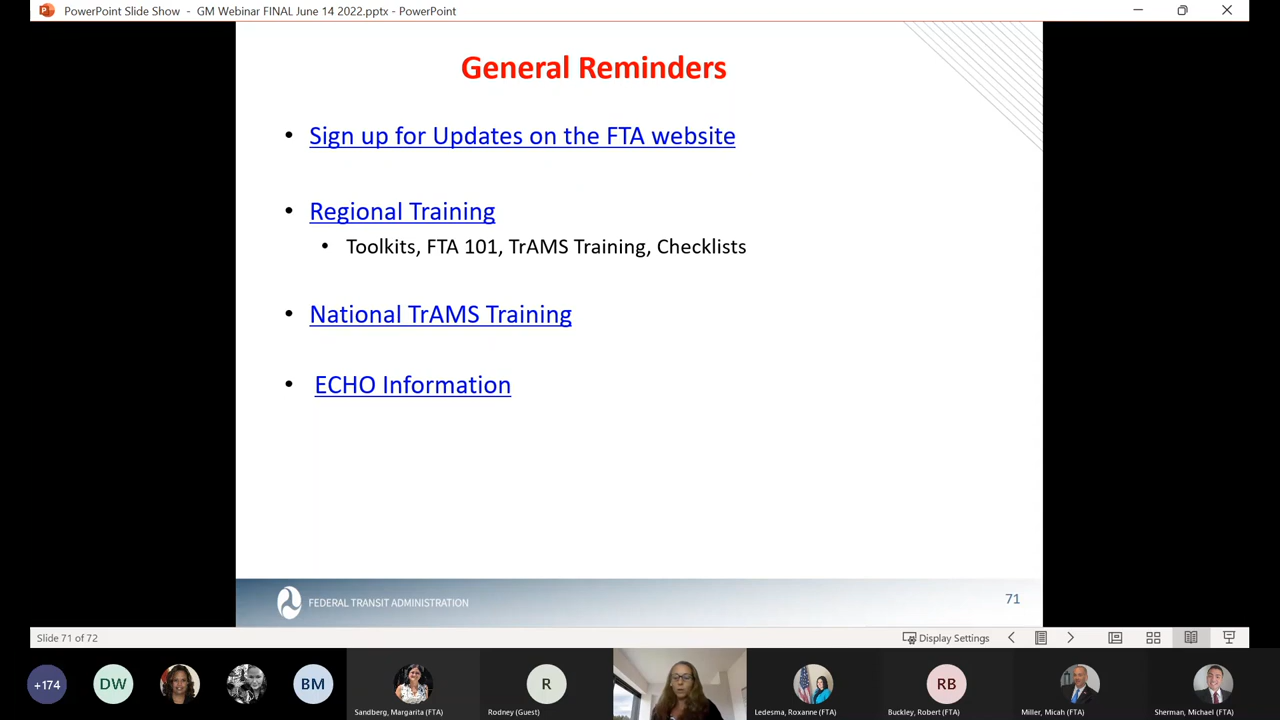 PowerPoint Slide Show - GM Webinar FINAL June 14 2022.pptx - PowerPoint
General Reminders
• Sign up for Updates on the FTA website
• Regional Training
• Toolkits, FTA 101, TrAMS Training, Checklists
• National TrAMS Training
• ECHO Information
FEDERAL TRANSIT ADMINISTRATION
71
Slide 71 of 72
Display Settings
+174
DW
BM
R
RB
Sandberg, Margarita (FTA)
Rodney (Guest)
Ledesma, Roxanne (FTA)
Buckley, Robert (FTA)
Miller, Micah (FTA)
Sherman, Michael (FTA)